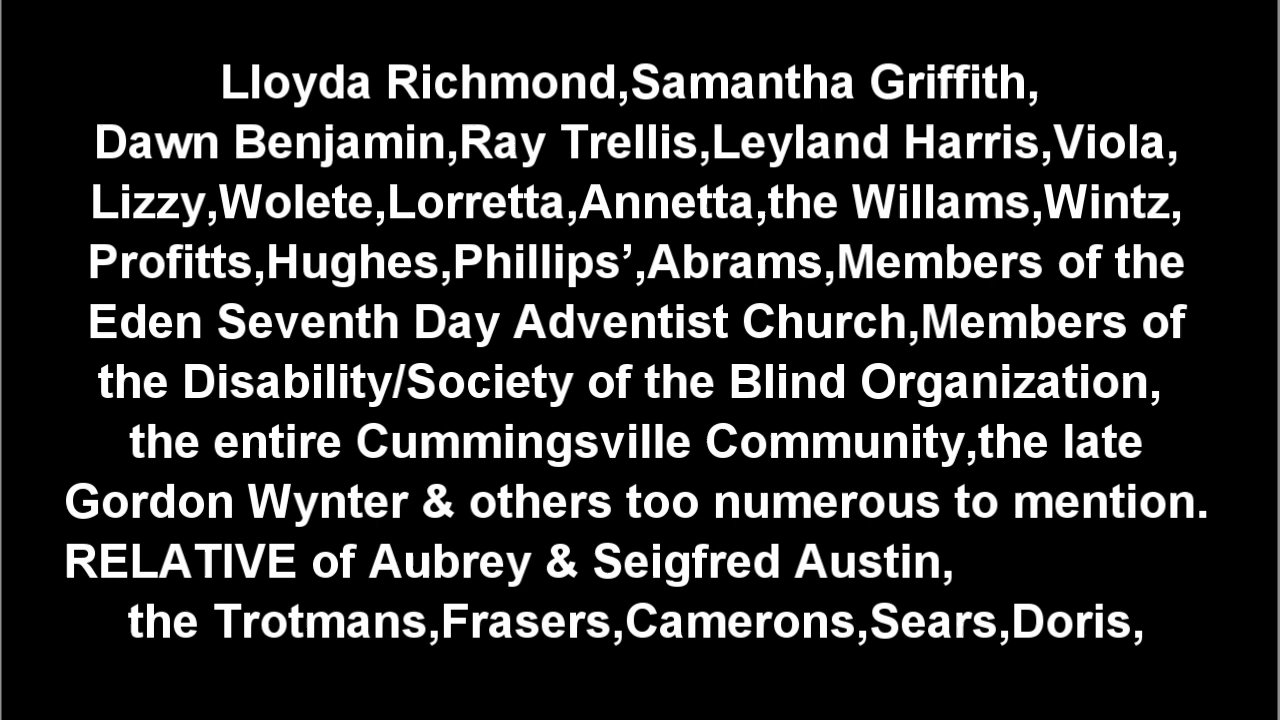 Lloyda Richmond,Samantha Griffith,
Dawn Benjamin,Ray Trellis,Leyland Harris,Viola,
Lizzy,Wolete,Lorretta,Annetta,the Willams,Wintz,
Profitts,Hughes,Phillips’,Abrams,Members of the
Eden Seventh Day Adventist Church,Members of
the Disability/Society of the Blind Organization,
the entire Cummingsville Community,the late
Gordon Wynter & others too numerous to mention.
RELATIVE of Aubrey & Seigfred Austin,
the Trotmans,Frasers,Camerons,Sears,Doris,